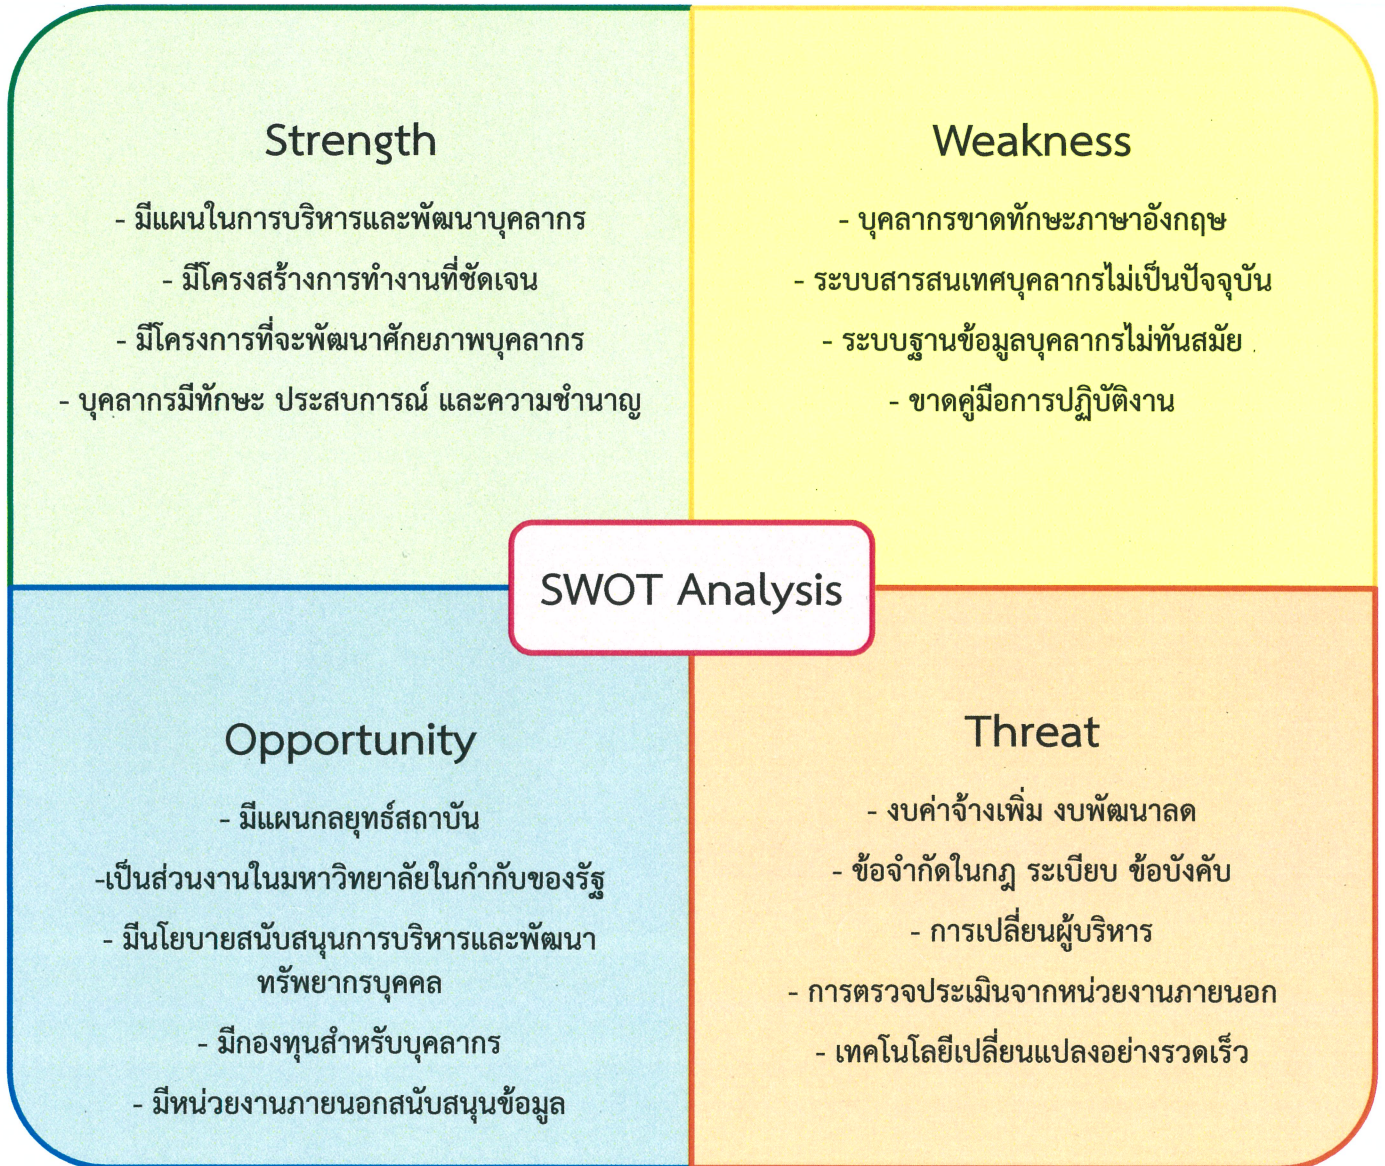 Strength
- มีแผนในการบริหารและพัฒนาบุคลากร
- มีโครงสร้างการทำงานที่ชัดเจน
- มีโครงการที่จะพัฒนาศักยภาพบุคลากร
- บุคลากรมีทักษะ ประสบการณ์ และความชำนาญ
Weakness
- บุคลากรขาดทักษะภาษาอังกฤษ
- ระบบสารสนเทศบุคลากรไม่เป็นปัจจุบัน
- ระบบฐานข้อมูลบุคลากรไม่ทันสมัย
- ขาดคู่มือการปฏิบัติงาน
SWOT Analysis
Opportunity
- มีแผนกลยุทธ์สถาบัน
-เป็นส่วนงานในมหาวิทยาลัยในกำกับของรัฐ
- มีนโยบายสนับสนุนการบริหารและพัฒนา
ทรัพยากรบุคคล
- มีกองทุนสำหรับบุคลากร
- มีหน่วยงานภายนอกสนับสนุนข้อมูล
Threat
- งบค่าจ้างเพิ่ม งบพัฒนาลด
- ข้อจำกัดในกฎ ระเบียบ ข้อบังคับ
- การเปลี่ยนผู้บริหาร
- การตรวจประเมินจากหน่วยงานภายนอก
- เทคโนโลยีเปลี่ยนแปลงอย่างรวดเร็ว